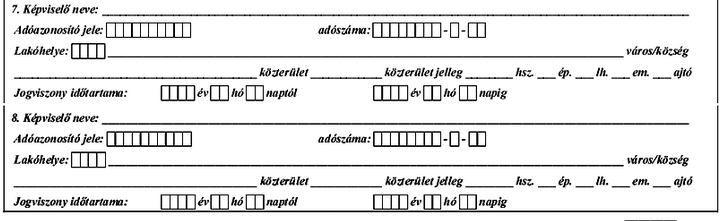 7. Képviselő neve:
Adóazonosító jele: adószáma: - -
Lakóhelye: város/község
közterület közterület jelleg hsz. ép. lh. em. ajtó
Jogviszony időtartama: év hó naptól év hó napig
8. Képviselő neve:
Adóazonosító jele: adószáma: - -
Lakóhelye: város/község
közterület közterület jelleg hsz. ép. lh. em. ajtó
Jogviszony időtartama: év hó naptól év hó napig